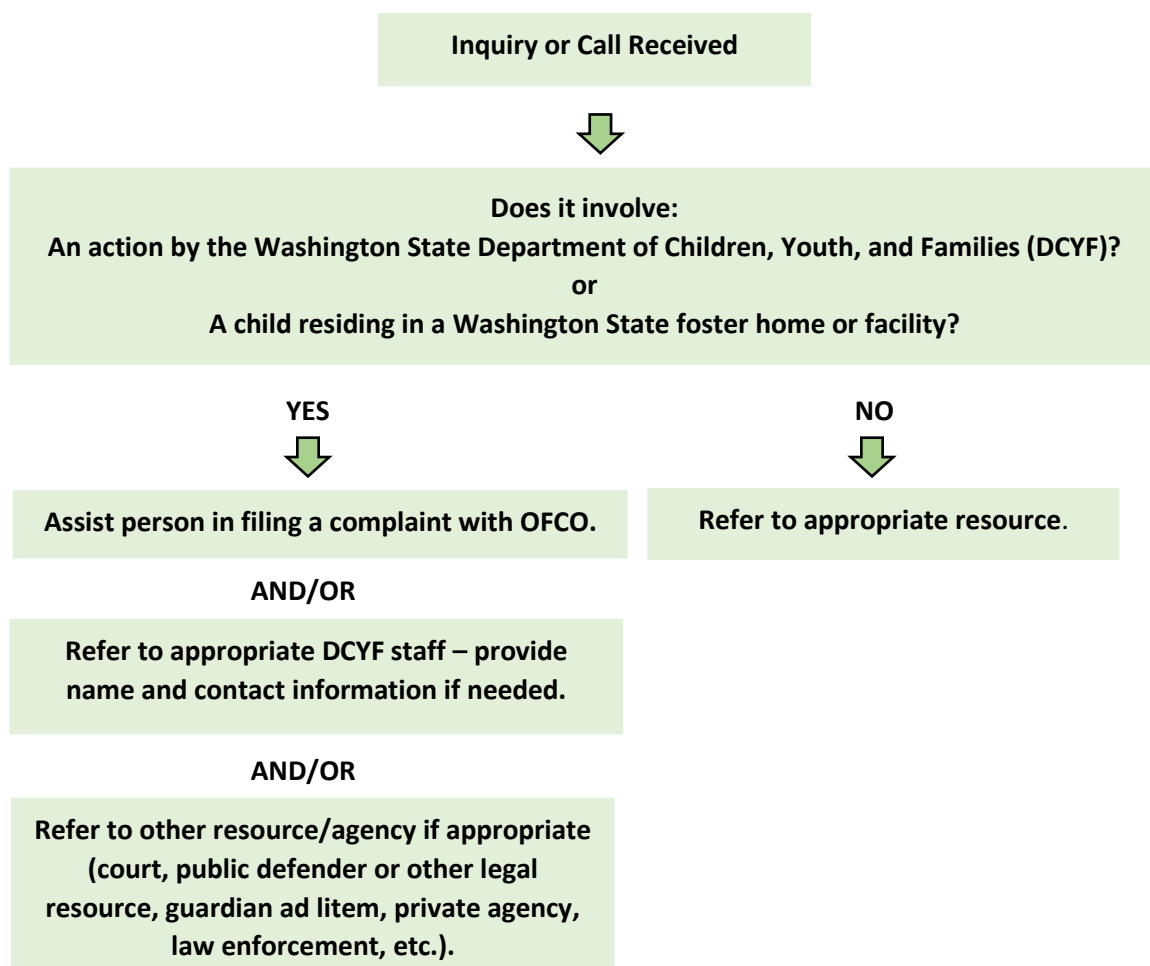 Inquiry or Call Received
Does it involve:
An action by the Washington State Department of Children, Youth, and Families (DCYF)?
or
A child residing in a Washington State foster home or facility?
YES
NO
Assist person in filing a complaint with OFCO.
Refer to appropriate resource.
AND/OR
Refer to appropriate DCYF staff – provide
name and contact information if needed.
AND/OR
Refer to other resource/agency if appropriate
(court, public defender or other legal
resource, guardian ad litem, private agency,
law enforcement, etc.).